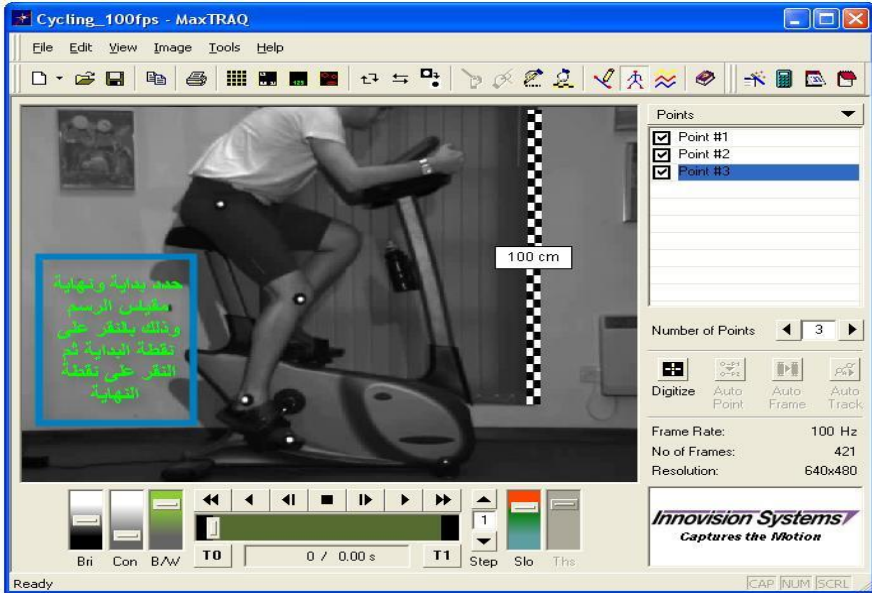 Cycling_100fps - MaxTRAQ
File Edit View Image Tools Help
Points
Point #1
Point #2
Point #3
100 cm
حدد بداية ونهاية
مقياس الرسم
وذلك بالنقر على
نقطة البداية ثم
النقر على نقطة
النهاية
Number of Points 3
Digitize Auto Point Auto Frame Auto Track
Frame Rate: 100 Hz
No of Frames: 421
Resolution: 640x480
Innovision Systems
Captures the Motion
1
T0 0 / 0.00 s T1
Bri Con B/W Step Slo Ths
Ready CAP NUM SCRL